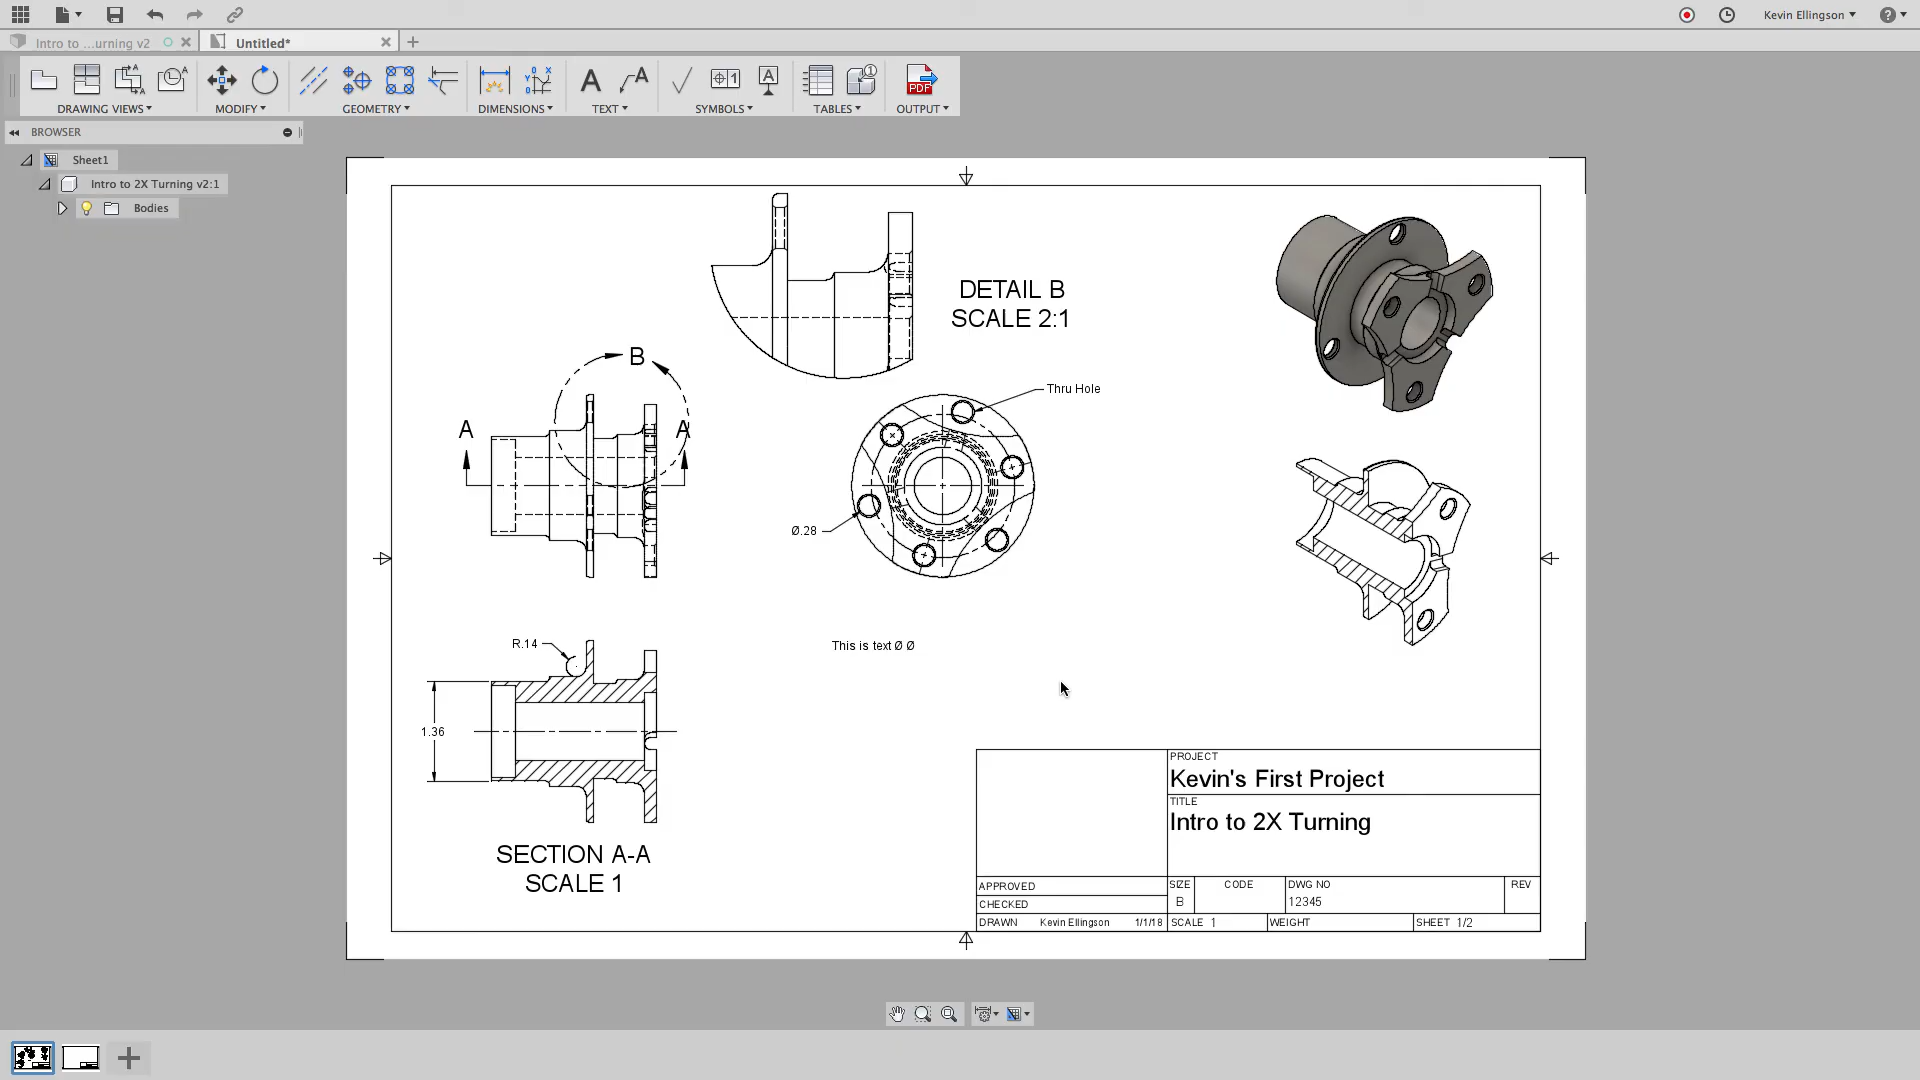 Kevin Ellingson
Intro to ...urning v2
Untitled*
DRAWING VIEWS
MODIFY
GEOMETRY
DIMENSIONS
TEXT
SYMBOLS
TABLES
OUTPUT
BROWSER
Sheet1
Intro to 2X Turning v2:1
Bodies
DETAIL B
SCALE 2:1
B
Thru Hole
A
A
Ø.28
R.14
This is text Ø Ø
1.36
SECTION A-A
SCALE 1
PROJECT
Kevin's First Project
TITLE
Intro to 2X Turning
APPROVED
SIZE
CODE
DWG NO
REV
CHECKED
B
12345
DRAWN Kevin Ellingson 1/1/18
SCALE 1
WEIGHT
SHEET 1/2